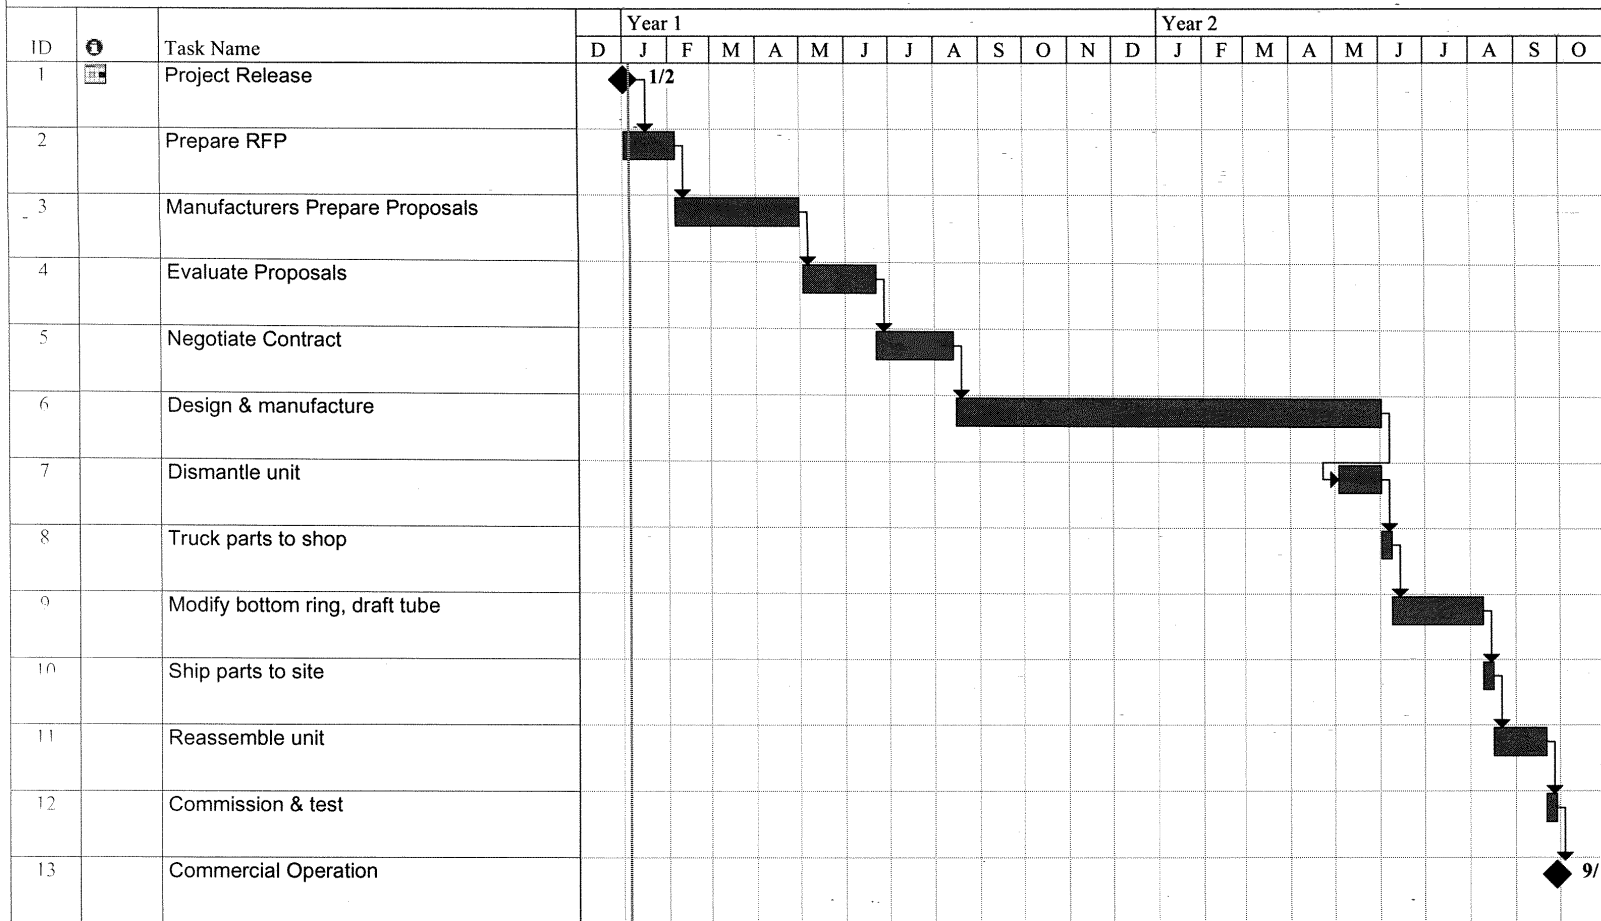 Year 1 Year 2
ID Task Name D J F M A M J J A S O N D J F M A M J J A S O
1 Project Release 1/2
2 Prepare RFP
3 Manufacturers Prepare Proposals
4 Evaluate Proposals
5 Negotiate Contract
6 Design & manufacture
7 Dismantle unit
8 Truck parts to shop
9 Modify bottom ring, draft tube
10 Ship parts to site
11 Reassemble unit
12 Commission & test
13 Commercial Operation 9/